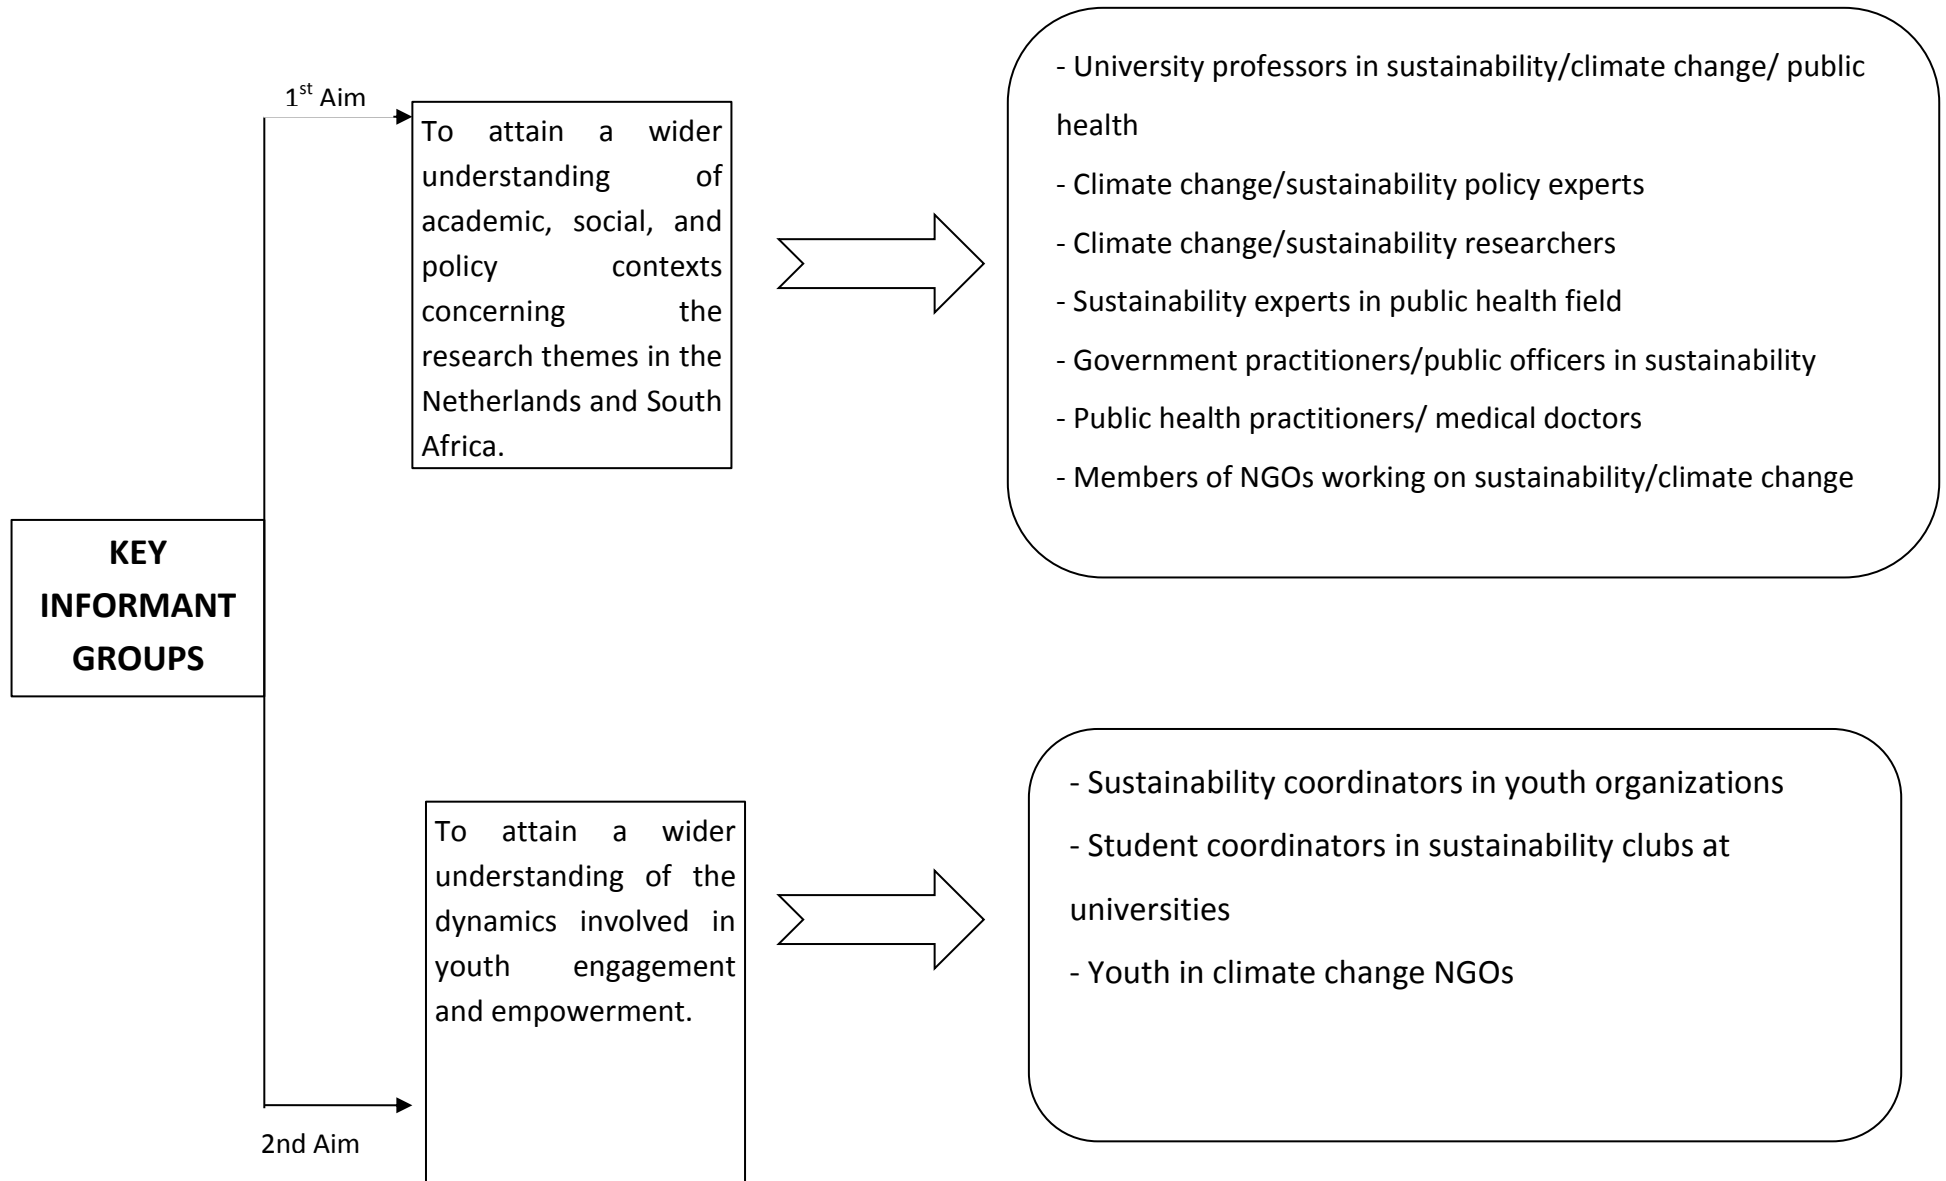 KEY
INFORMANT
GROUPS
1st Aim
To attain a wider
understanding of
academic, social, and
policy contexts
concerning the
research themes in the
Netherlands and South
Africa.
- University professors in sustainability/climate change/ public
health
- Climate change/sustainability policy experts
- Climate change/sustainability researchers
- Sustainability experts in public health field
- Government practitioners/public officers in sustainability
- Public health practitioners/ medical doctors
- Members of NGOs working on sustainability/climate change
2nd Aim
To attain a wider
understanding of the
dynamics involved in
youth engagement
and empowerment.
- Sustainability coordinators in youth organizations
- Student coordinators in sustainability clubs at
universities
- Youth in climate change NGOs